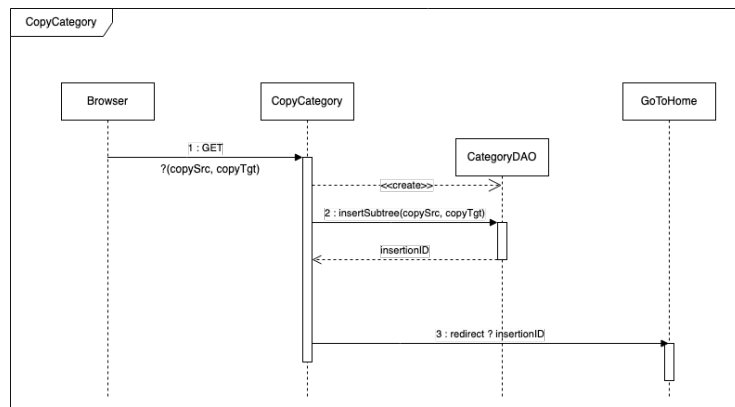 CopyCategory
Browser
CopyCategory
GoToHome
1 : GET
?(copySrc, copyTgt)
CategoryDAO
<<create>>
2 : insertSubtree(copySrc, copyTgt)
insertionID
3 : redirect ? insertionID